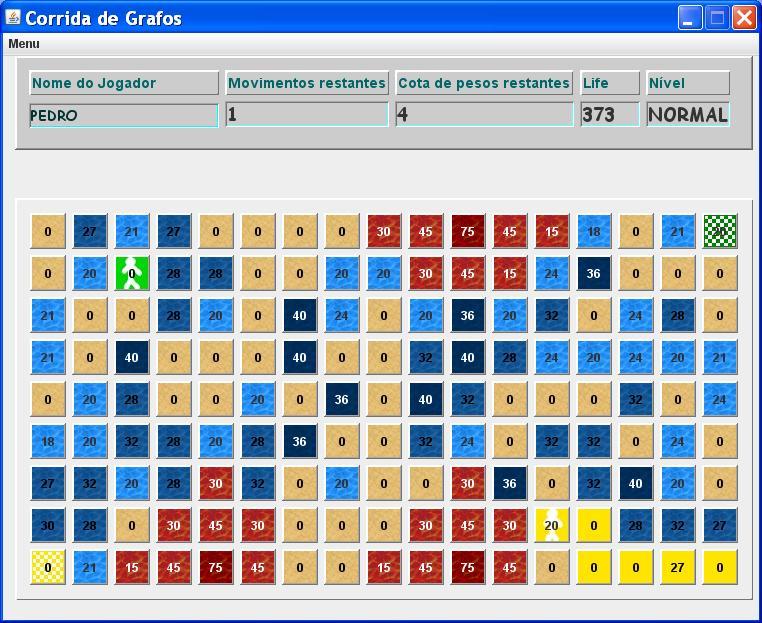 Corrida de Grafos
Menu
Nome do Jogador Movimentos restantes Cota de pesos restantes Life Nível
PEDRO 1 4 373 NORMAL
0 27 21 27 0 0 0 0 30 45 75 45 15 18 0 21
0 20 0 28 28 0 0 20 20 30 45 15 24 36 0 0 0
21 0 0 28 20 0 40 24 0 20 36 20 32 0 24 28 0
21 0 40 0 0 0 40 0 0 32 40 28 24 20 24 20 21
0 20 28 0 0 20 0 36 0 40 32 0 0 0 32 0 24
18 20 32 28 20 28 36 0 0 32 24 0 32 32 0 24 0
27 32 20 28 30 32 0 20 0 0 30 36 0 32 40 20 0
30 28 0 30 45 30 0 0 0 30 45 30 20 0 28 32 27
0 21 15 45 75 45 0 0 15 45 75 45 0 0 0 27 0